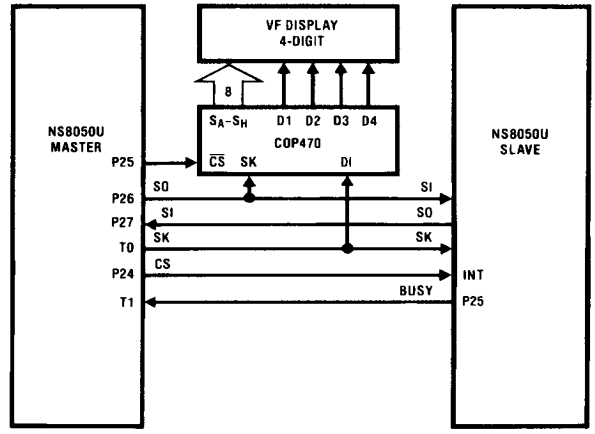 VF DISPLAY
4-DIGIT
8
SA–SH D1 D2 D3 D4
COP470
CS SK DI
NS8050U
MASTER
NS8050U
SLAVE
P25
P26 SO SI
P27 SI SO
T0 SK SK
P24 CS INT
T1 BUSY P25